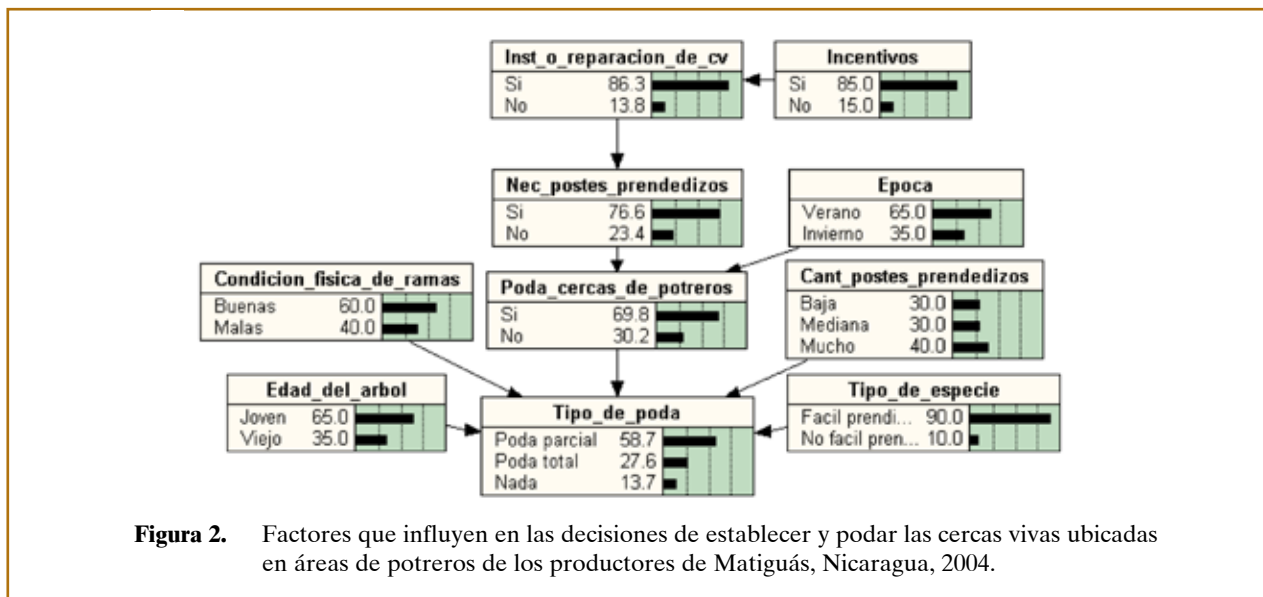 Inst_o_reparacion_de_cv
Si 86.3
No 13.8
Incentivos
Si 85.0
No 15.0
Nec_postes_prendedizos
Si 76.6
No 23.4
Epoca
Verano 65.0
Invierno 35.0
Condicion_fisica_de_ramas
Buenas 60.0
Malas 40.0
Poda_cercas_de_potreros
Si 69.8
No 30.2
Cant_postes_prendedizos
Baja 30.0
Mediana 30.0
Mucho 40.0
Edad_del_arbol
Joven 65.0
Viejo 35.0
Tipo_de_poda
Poda parcial 58.7
Poda total 27.6
Nada 13.7
Tipo_de_especie
Facil prendi... 90.0
No facil pren... 10.0
Figura 2. Factores que influyen en las decisiones de establecer y podar las cercas vivas ubicadas
en áreas de potreros de los productores de Matiguás, Nicaragua, 2004.